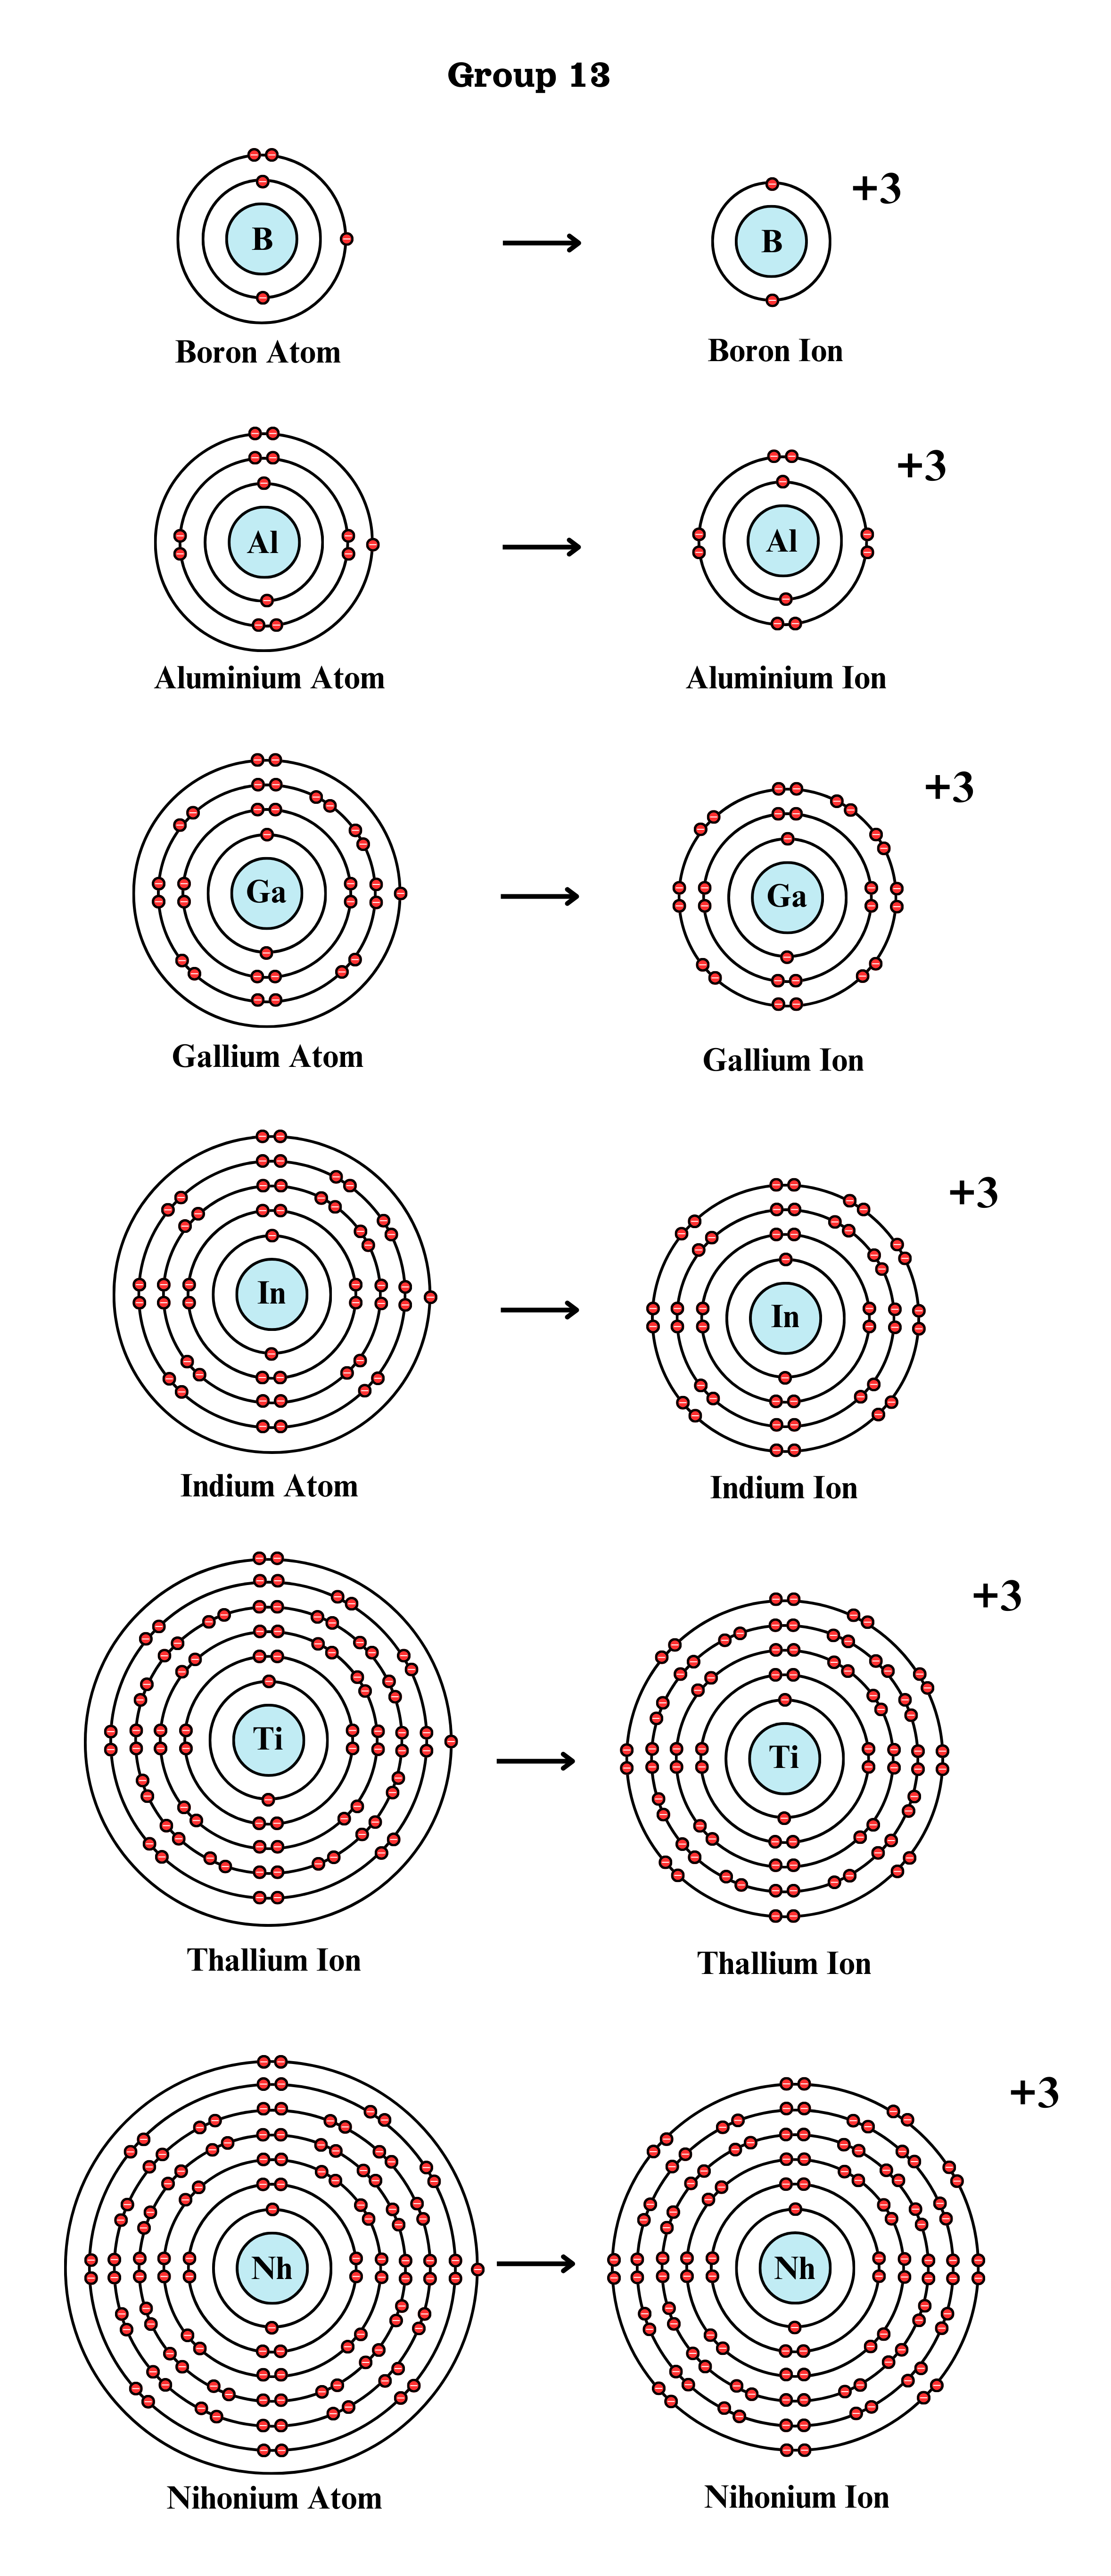 Group 13
B
B
+3
Boron Atom
Boron Ion
Al
Al
+3
Aluminium Atom
Aluminium Ion
Ga
Ga
+3
Gallium Atom
Gallium Ion
In
In
+3
Indium Atom
Indium Ion
Ti
Ti
+3
Thallium Ion
Thallium Ion
Nh
Nh
+3
Nihonium Atom
Nihonium Ion